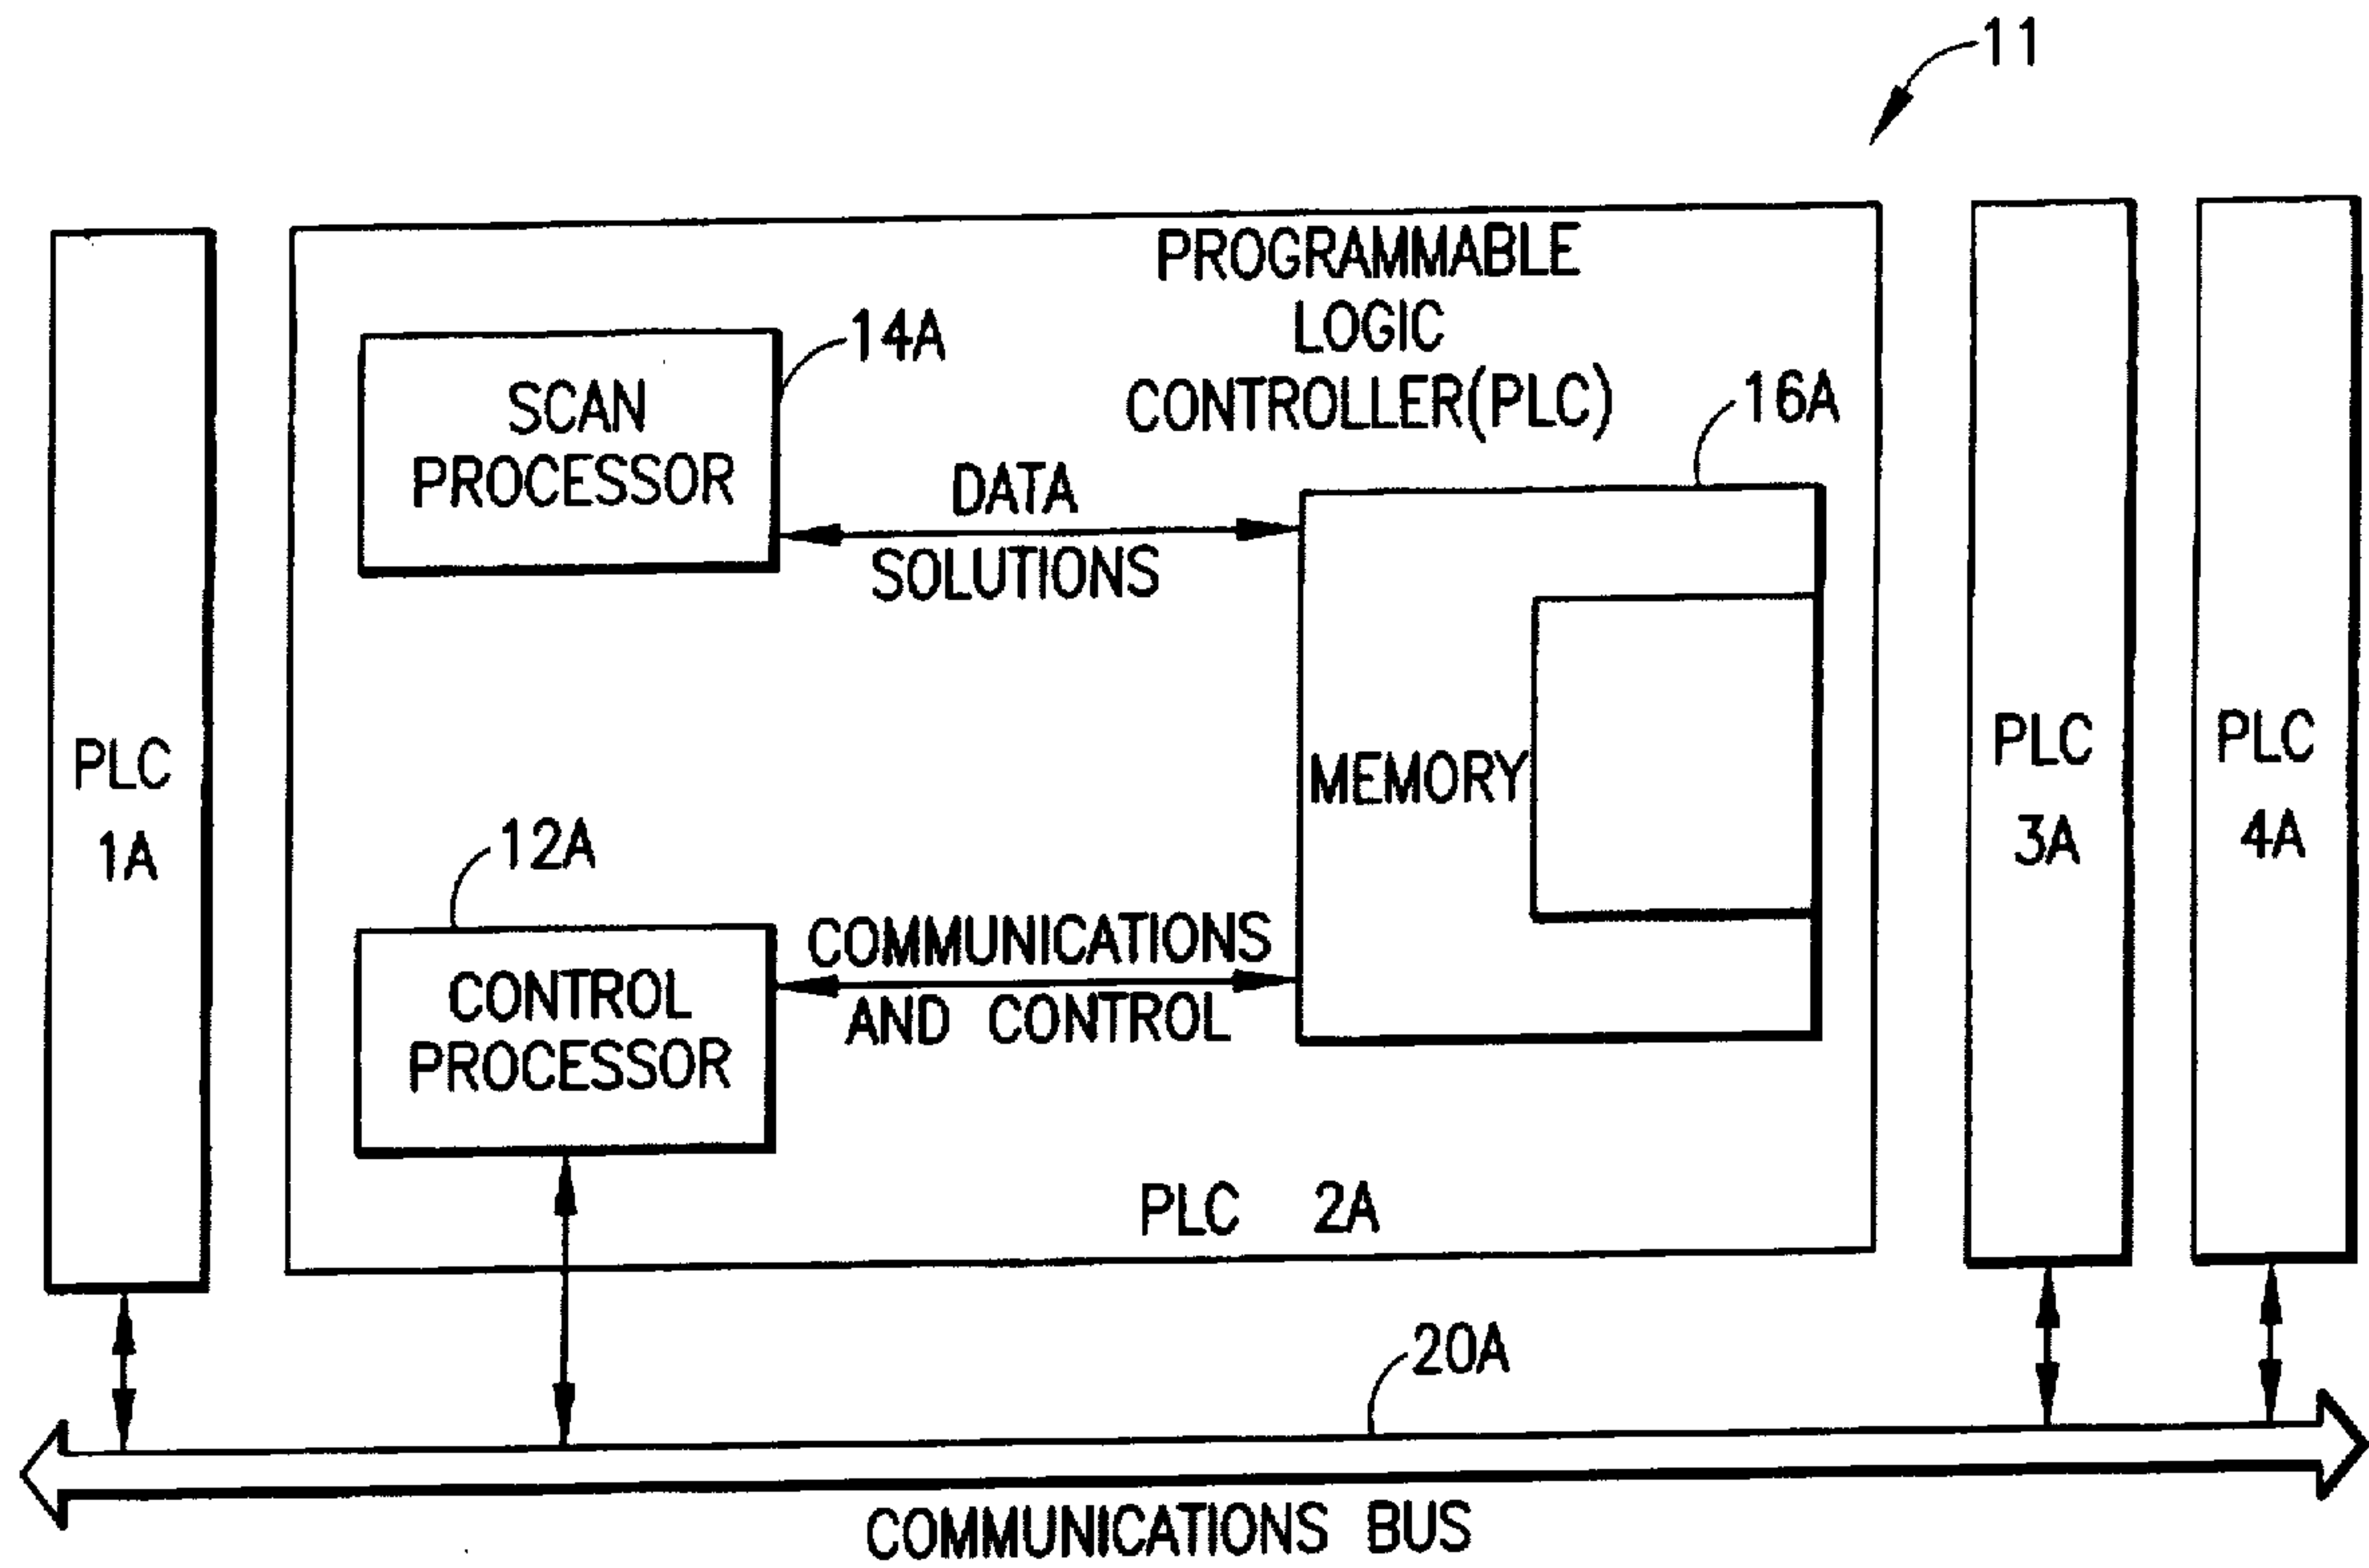 11
PROGRAMMABLE
LOGIC
CONTROLLER(PLC)
14A
SCAN
PROCESSOR
16A
DATA
SOLUTIONS
MEMORY
PLC
1A
12A
CONTROL
PROCESSOR
COMMUNICATIONS
AND CONTROL
PLC 2A
PLC
3A
PLC
4A
20A
COMMUNICATIONS BUS